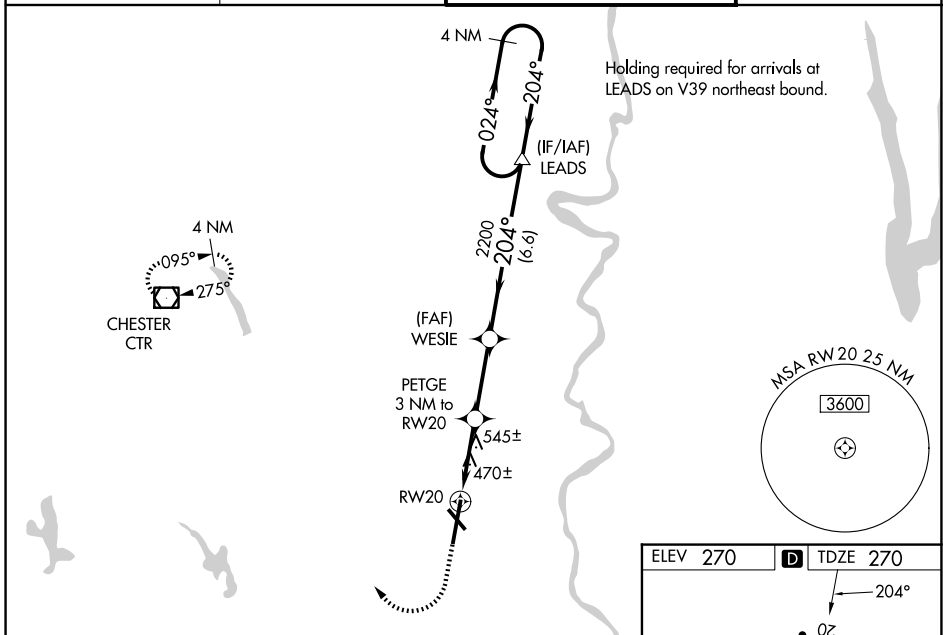 4 NM
204°
024°
Holding required for arrivals at
LEADS on V39 northeast bound.
(IF/IAF)
LEADS
2200
204°
(6.6)
4 NM
095°
275°
CHESTER
CTR
(FAF)
WESIE
PETGE
3 NM to
RW20
545±
470±
RW20
MSA RW20 25 NM
3600
ELEV 270 D TDZE 270
204°
20